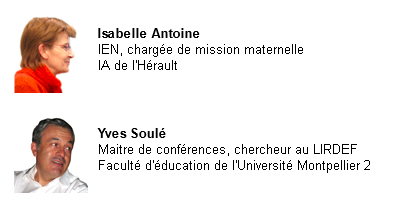 Isabelle Antoine
IEN, chargée de mission maternelle
IA de l'Hérault
Yves Soulé
Maitre de conférences, chercheur au LIRDEF
Faculté d'éducation de l'Université Montpellier 2